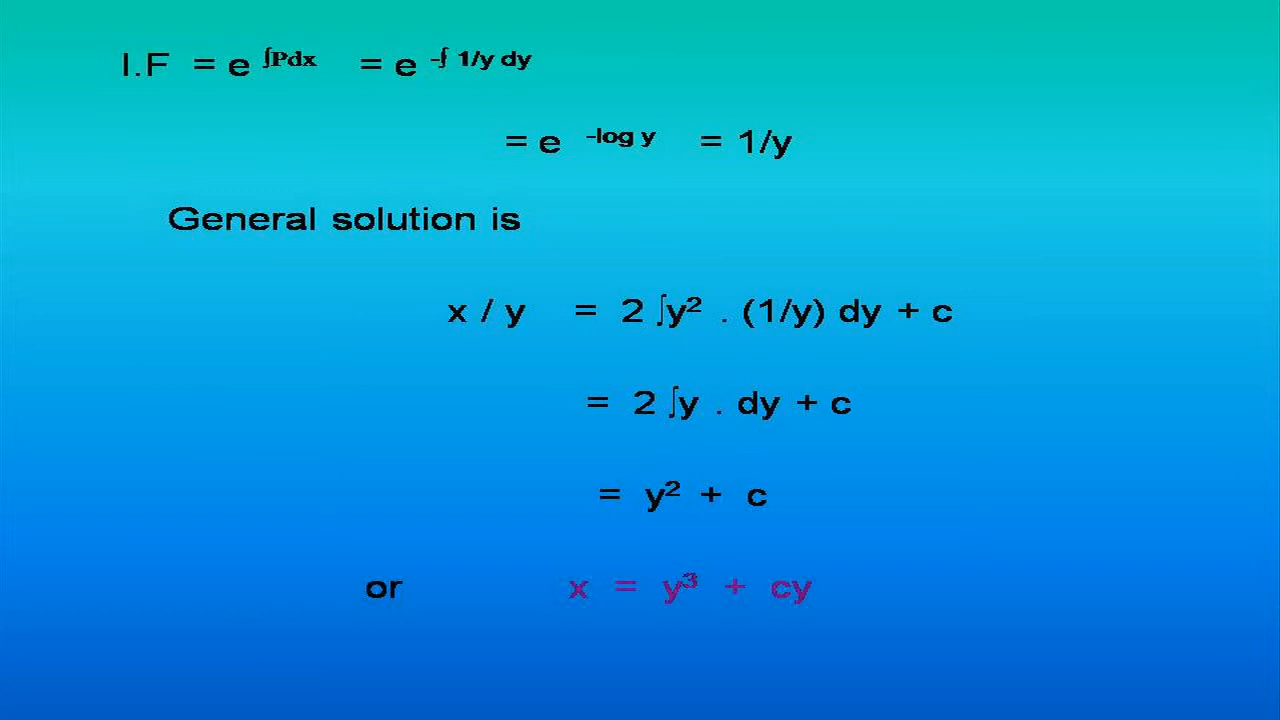 I.F = e ∫Pdx = e -∫ 1/y dy
= e -log y = 1/y
General solution is
x / y = 2 ∫y² . (1/y) dy + c
= 2 ∫y . dy + c
= y² + c
or x = y³ + cy